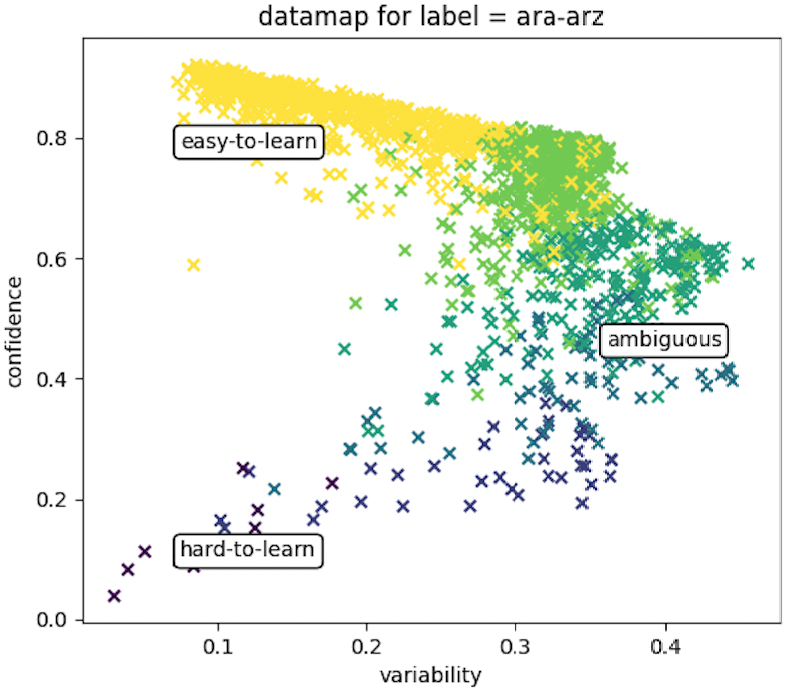 datamap for label = ara-arz
confidence
0.8
0.6
0.4
0.2
0.0
easy-to-learn
ambiguous
hard-to-learn
0.1
0.2
0.3
0.4
variability